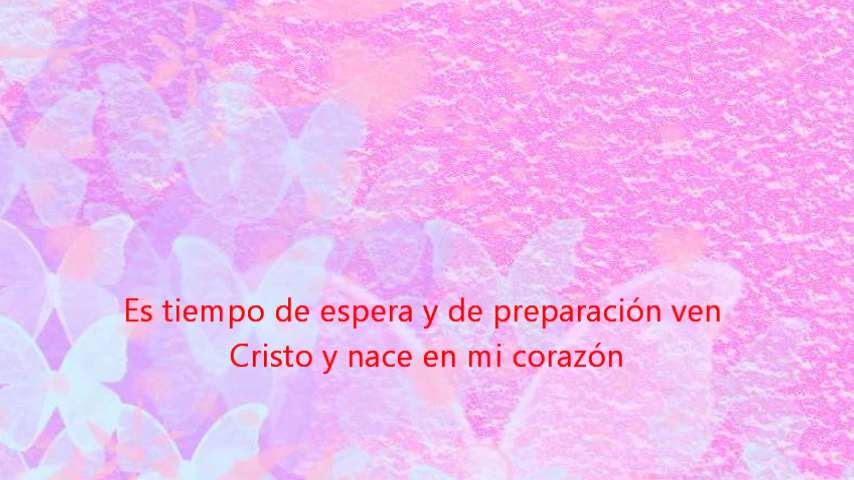 Es tiempo de espera y de preparación ven
Cristo y nace en mi corazón